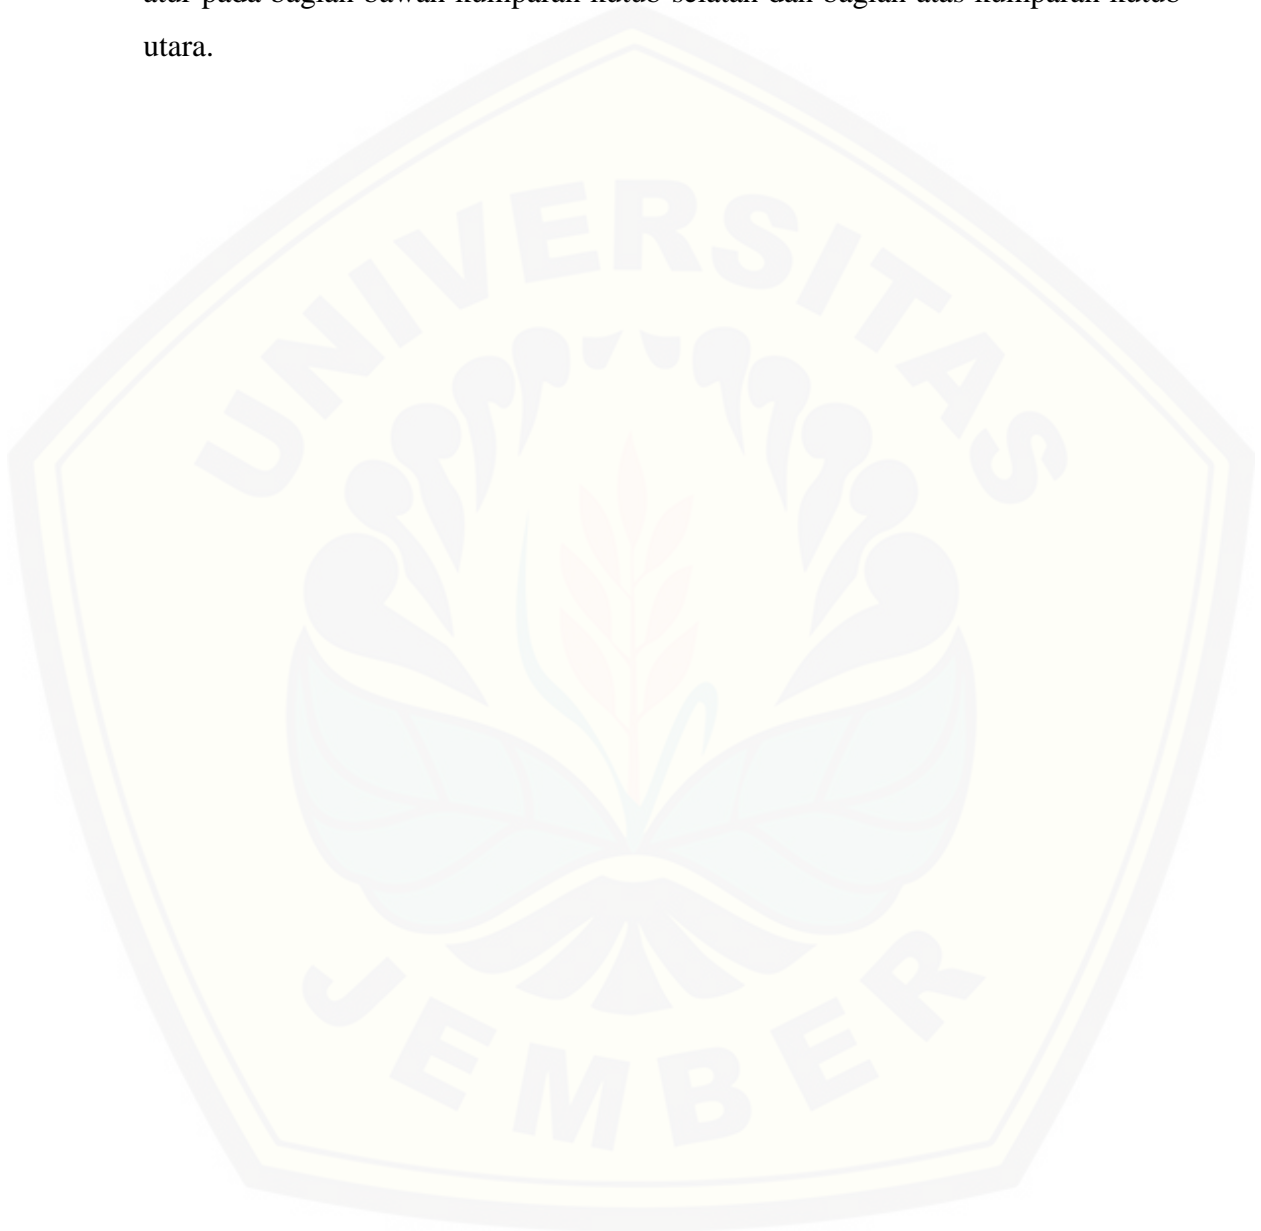 atur pada bagian bawah kumparan kutub selatan dan bagian atas kumparan kutub
utara.
UNIVERSITAS
JEMBER